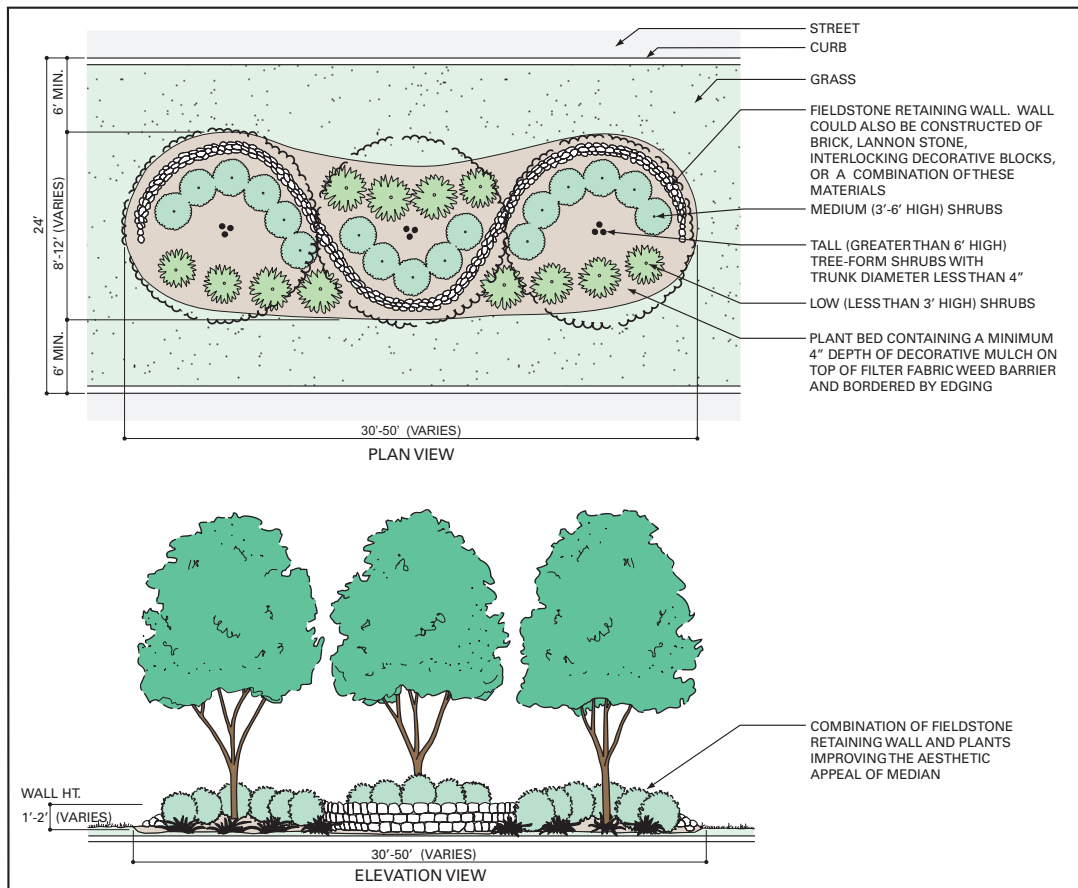 STREET
CURB
GRASS
FIELDSTONE RETAINING WALL. WALL
COULD ALSO BE CONSTRUCTED OF
BRICK, LANNON STONE,
INTERLOCKING DECORATIVE BLOCKS,
OR A COMBINATION OF THESE
MATERIALS
MEDIUM (3'-6' HIGH) SHRUBS
TALL (GREATER THAN 6' HIGH)
TREE-FORM SHRUBS WITH
TRUNK DIAMETER LESS THAN 4"
LOW (LESS THAN 3' HIGH) SHRUBS
PLANT BED CONTAINING A MINIMUM
4" DEPTH OF DECORATIVE MULCH ON
TOP OF FILTER FABRIC WEED BARRIER
AND BORDERED BY EDGING
6' MIN.
24'
8'-12' (VARIES)
6' MIN.
30'-50' (VARIES)
PLAN VIEW
COMBINATION OF FIELDSTONE
RETAINING WALL AND PLANTS
IMPROVING THE AESTHETIC
APPEAL OF MEDIAN
WALL HT.
1'-2' (VARIES)
30'-50' (VARIES)
ELEVATION VIEW